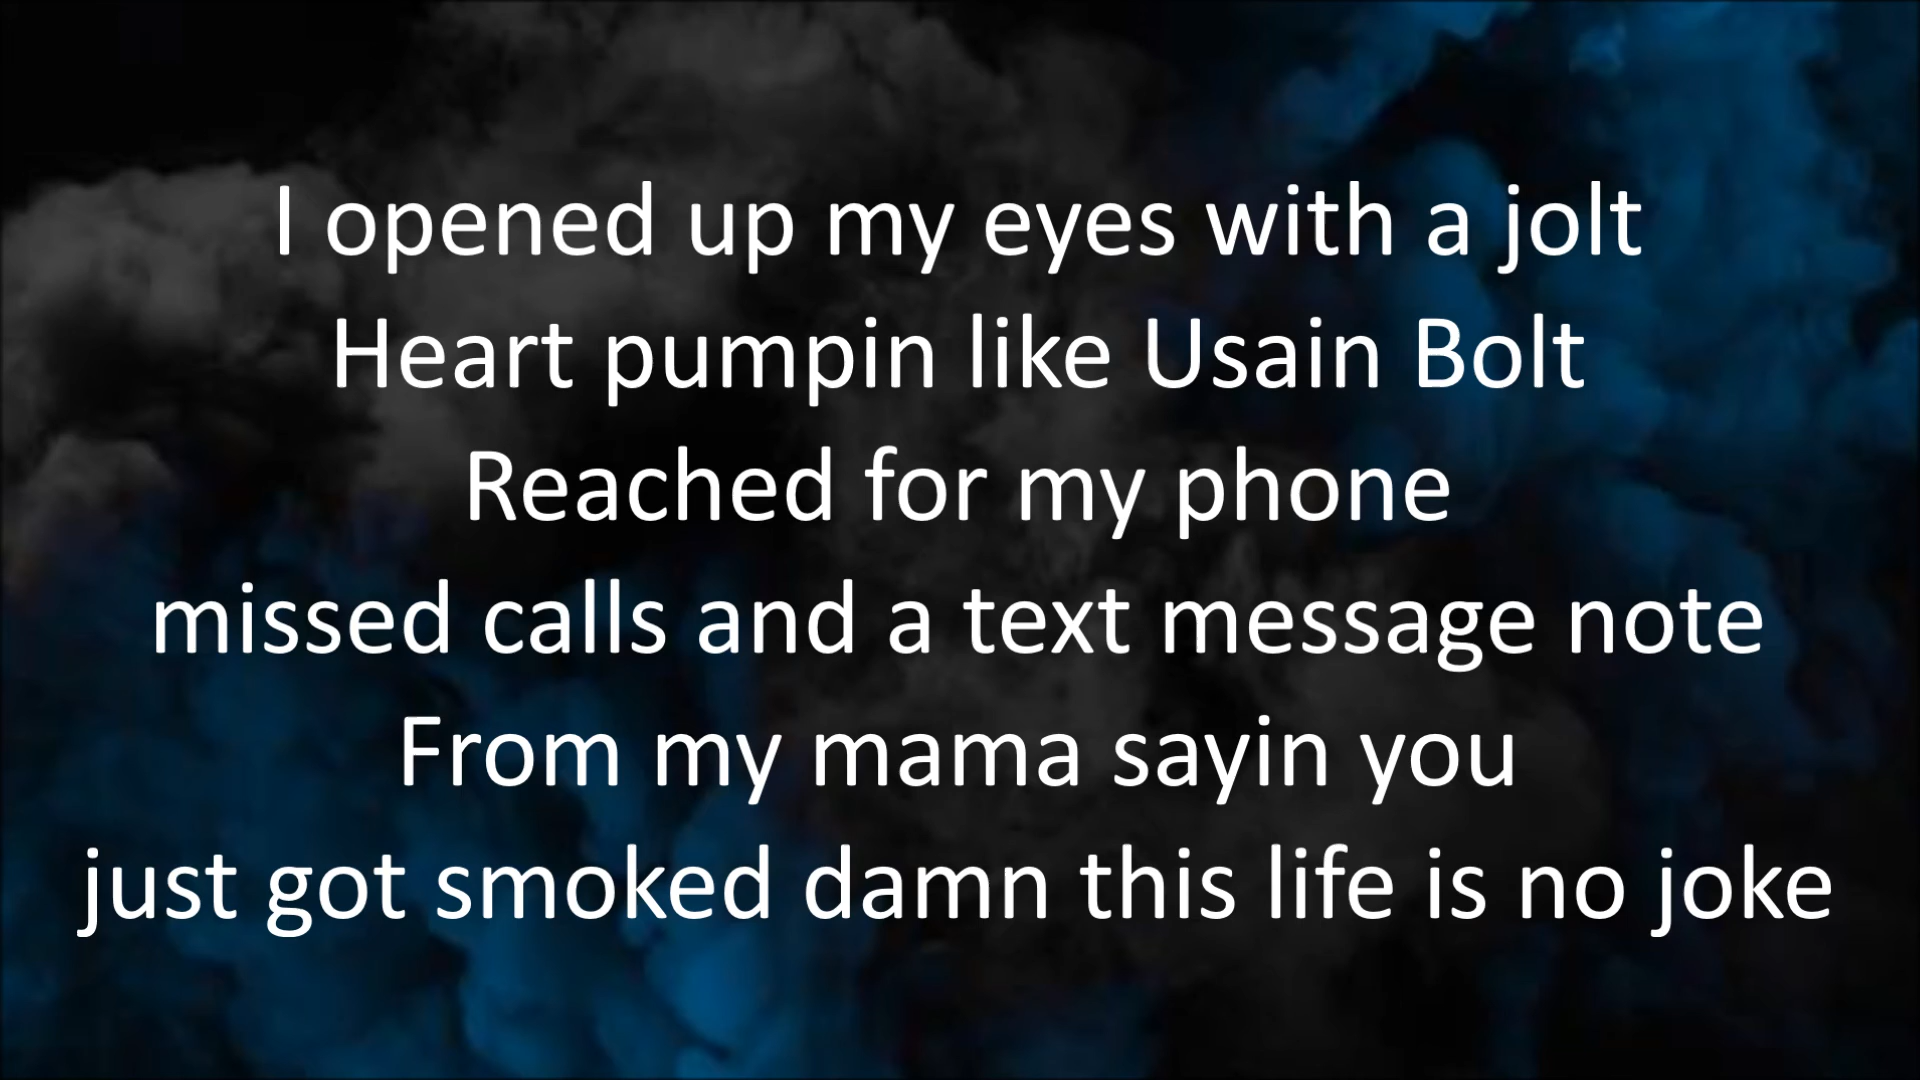 I opened up my eyes with a jolt
Heart pumpin like Usain Bolt
Reached for my phone
missed calls and a text message note
From my mama sayin you
just got smoked damn this life is no joke